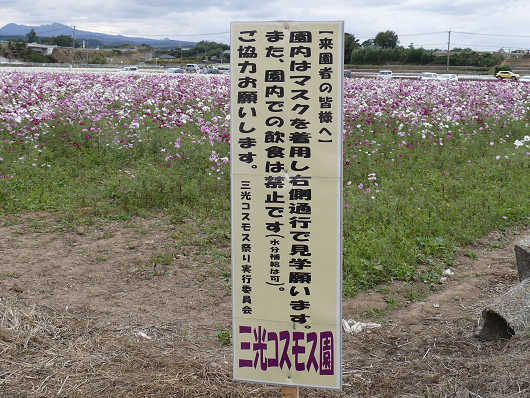 【来園者の皆様へ】
園内はマスクを着用し右側通行で見学願います。
また、園内での飲食は禁止です(水分補給は可)。
ご協力お願いします。
三光コスモス祭り実行委員会
三光コスモス園